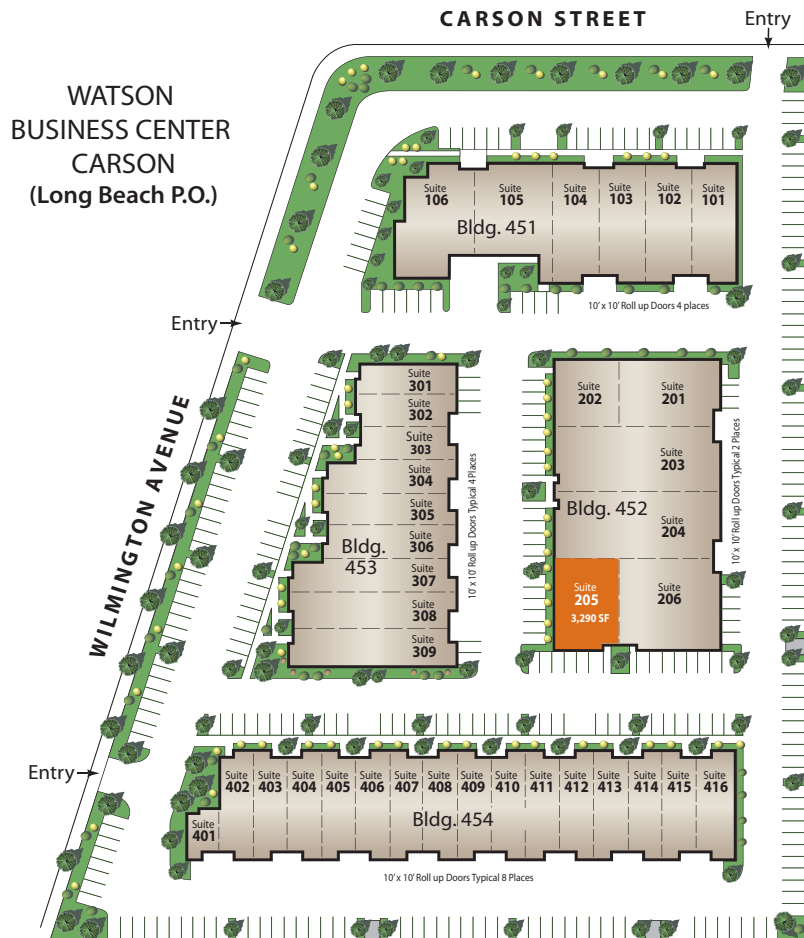 CARSON STREET
Entry
WATSON
BUSINESS CENTER
CARSON
(Long Beach P.O.)
Suite
106
Suite
105
Suite
104
Suite
103
Suite
102
Suite
101
Bldg. 451
10' x 10' Roll up Doors 4 places
Entry
WILMINGTON AVENUE
Suite
301
Suite
302
Suite
303
Suite
304
Suite
305
Suite
306
Suite
307
Suite
308
Suite
309
Bldg.
453
10' x 10' Roll up Doors Typical 4 Places
Suite
202
Suite
201
Suite
203
Bldg. 452
Suite
204
Suite
205
3,290 SF
Suite
206
10' x 10' Roll up Doors Typical 2 Places
Entry
Suite
401
Suite
402
Suite
403
Suite
404
Suite
405
Suite
406
Suite
407
Suite
408
Suite
409
Suite
410
Suite
411
Suite
412
Suite
413
Suite
414
Suite
415
Suite
416
Bldg. 454
10' x 10' Roll up Doors Typical 8 Places